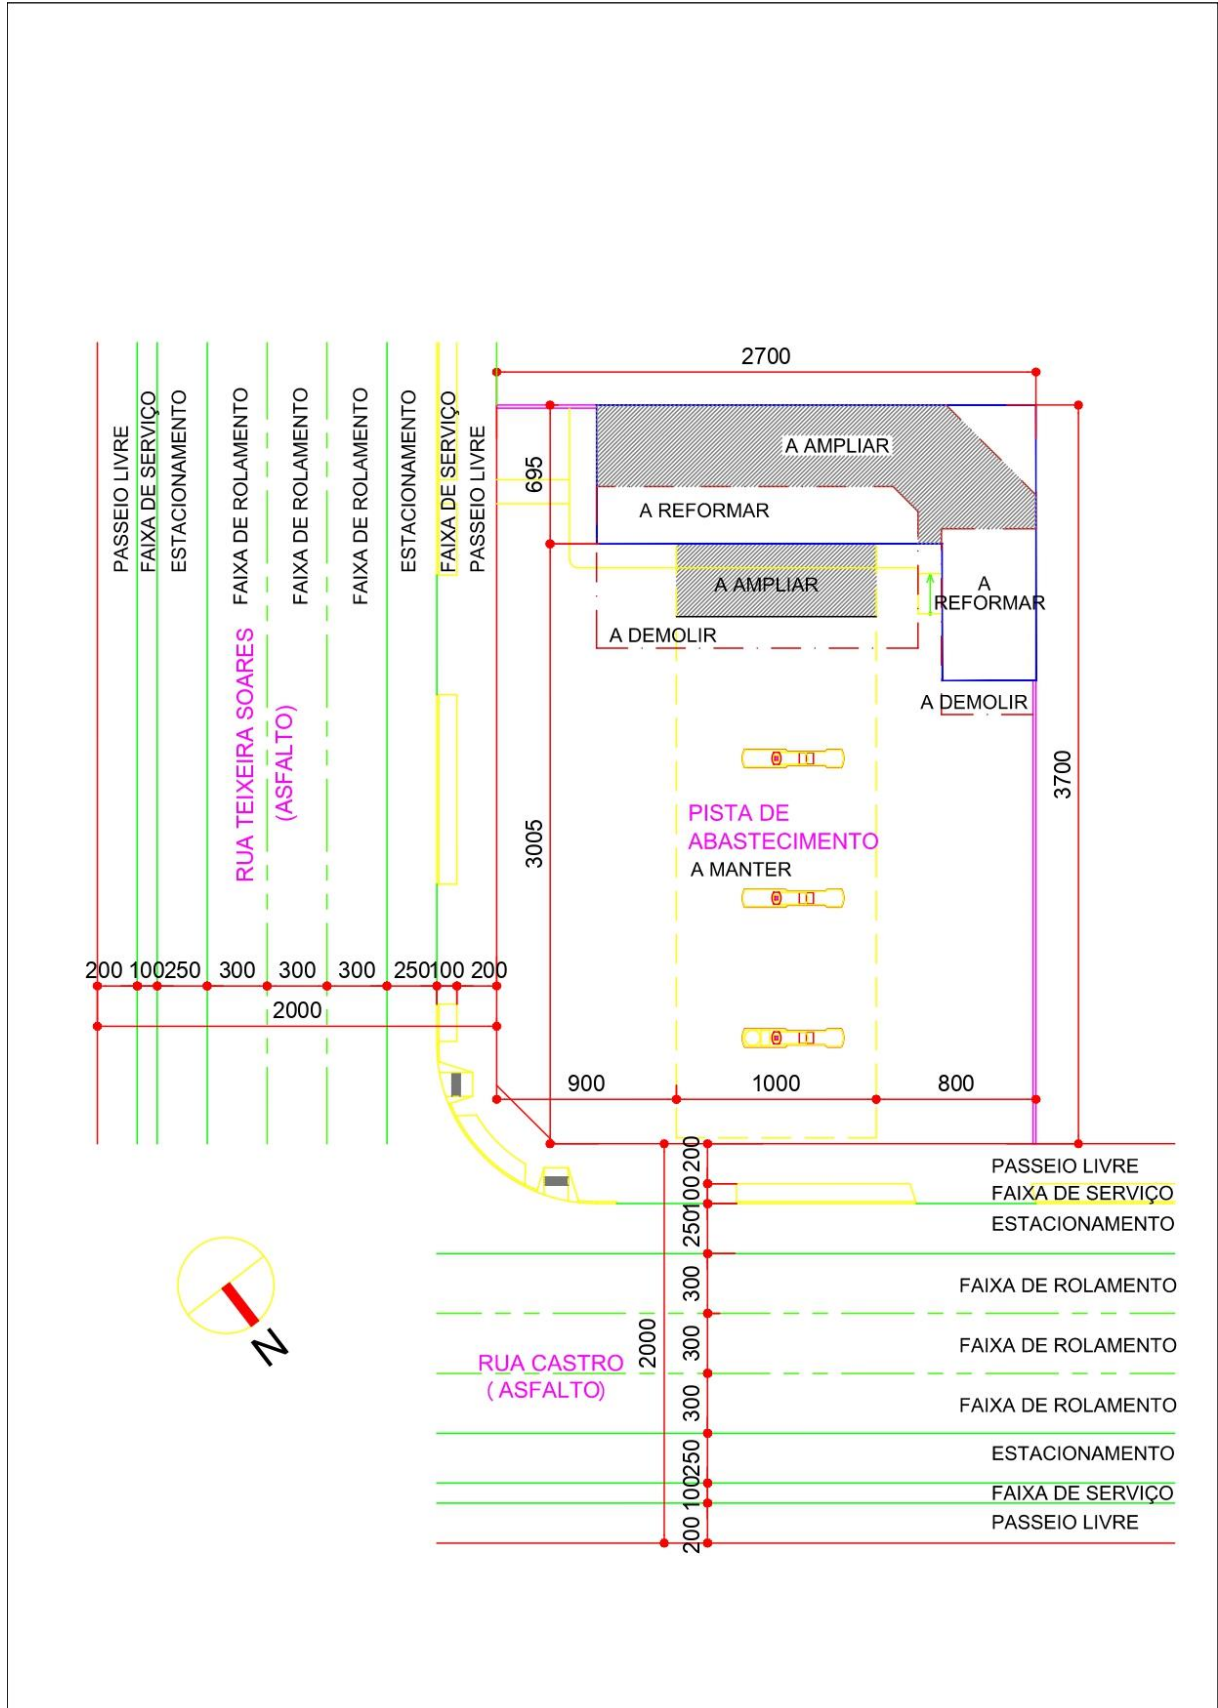 2700
PASSEIO LIVRE
FAIXA DE SERVIÇO
ESTACIONAMENTO
FAIXA DE ROLAMENTO
FAIXA DE ROLAMENTO
FAIXA DE ROLAMENTO
ESTACIONAMENTO
FAIXA DE SERVIÇO
PASSEIO LIVRE
695
A AMPLIAR
A REFORMAR
A AMPLIAR
A
REFORMAR
A DEMOLIR
A DEMOLIR
RUA TEIXEIRA SOARES
(ASFALTO)
3005
3700
PISTA DE
ABASTECIMENTO
A MANTER
200
100
250
300
300
300
250
100
200
2000
900
1000
800
200
100
250
300
300
300
250
100
200
2000
PASSEIO LIVRE
FAIXA DE SERVIÇO
ESTACIONAMENTO
FAIXA DE ROLAMENTO
FAIXA DE ROLAMENTO
FAIXA DE ROLAMENTO
ESTACIONAMENTO
FAIXA DE SERVIÇO
PASSEIO LIVRE
RUA CASTRO
( ASFALTO)
N